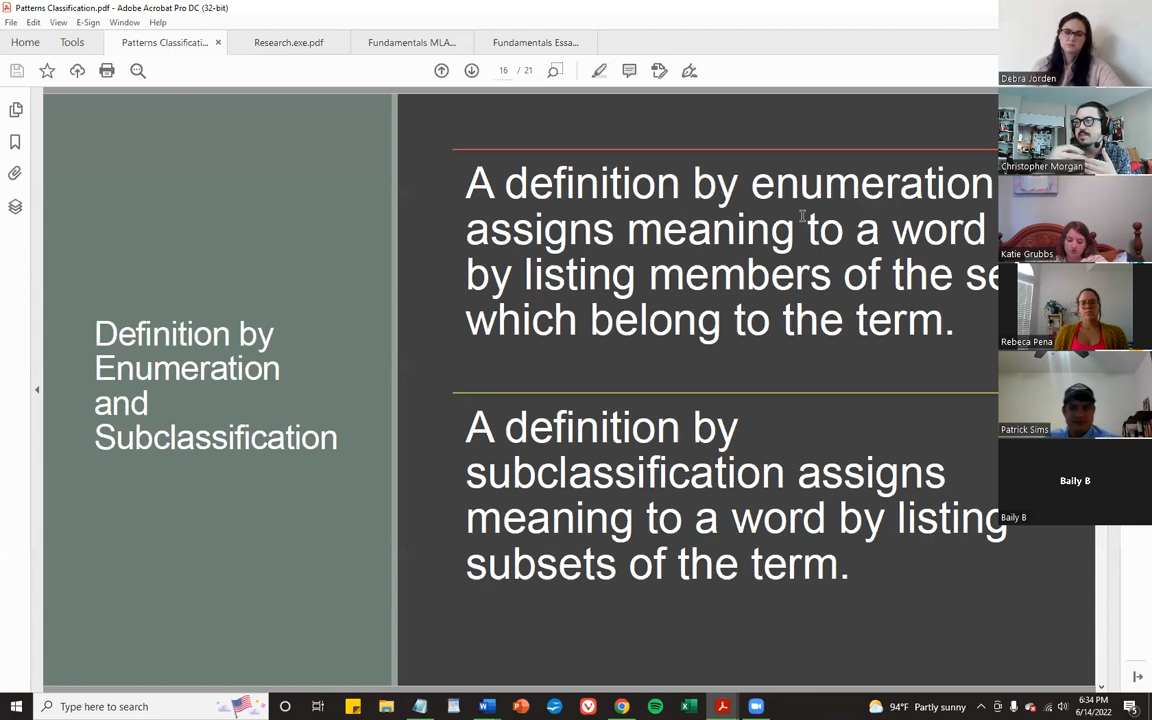 Patterns Classification.pdf - Adobe Acrobat Pro DC (32-bit)
File Edit View E-Sign Window Help
Home Tools Patterns Classificati... × Research.exe.pdf Fundamentals MLA... Fundamentals Essa...
16 / 21
Definition by
Enumeration
and
Subclassification
A definition by enumeration
assigns meaning to a word
by listing members of the se
which belong to the term.
A definition by
subclassification assigns
meaning to a word by listing
subsets of the term.
Debra Jorden
Christopher Morgan
Katie Grubbs
Rebeca Pena
Patrick Sims
Baily B
Baily B
Type here to search
94°F Partly sunny
6:34 PM
6/14/2022
5